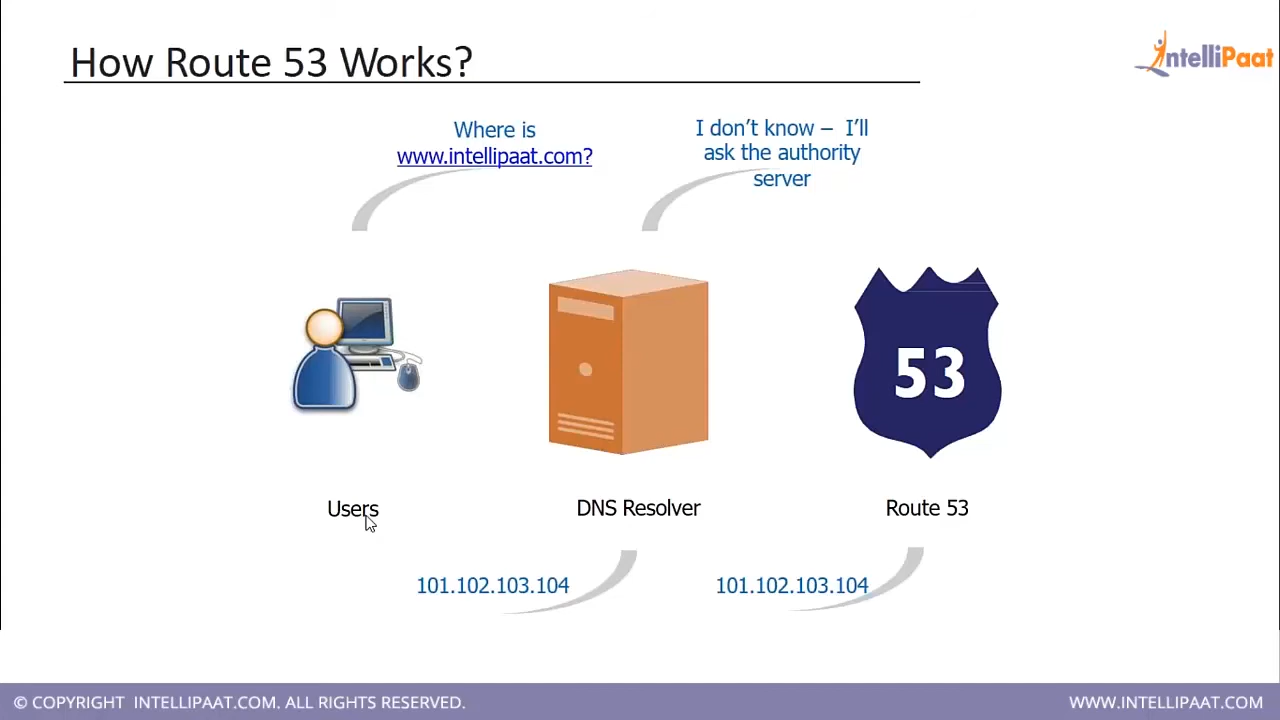 How Route 53 Works?
IntelliPaat
Where is
www.intellipaat.com?
I don't know – I'll
ask the authority
server
53
Users
DNS Resolver
Route 53
101.102.103.104
101.102.103.104
© COPYRIGHT INTELLIPAAT.COM. ALL RIGHTS RESERVED.
WWW.INTELLIPAAT.COM